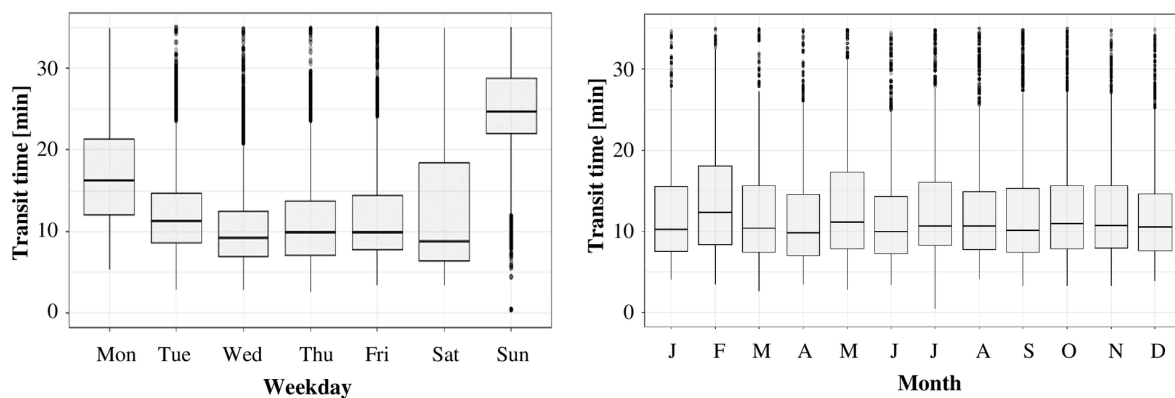 Transit time [min]
30
20
10
0
Mon Tue Wed Thu Fri Sat Sun
Weekday
Transit time [min]
30
20
10
0
J F M A M J J A S O N D
Month